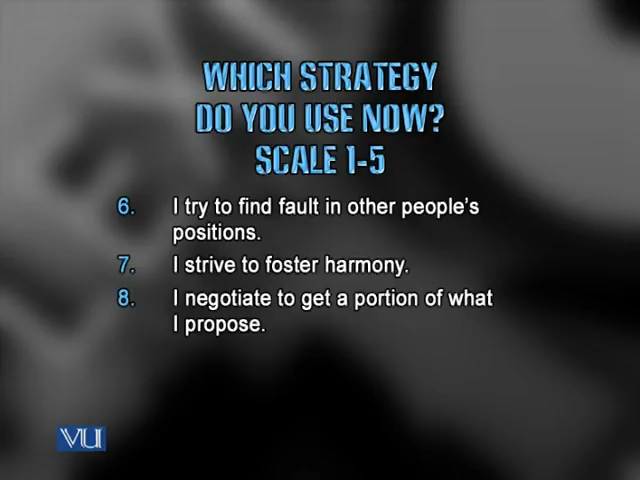 WHICH STRATEGY
DO YOU USE NOW?
SCALE 1-5
6. I try to find fault in other people's
positions.
7. I strive to foster harmony.
8. I negotiate to get a portion of what
I propose.
VU